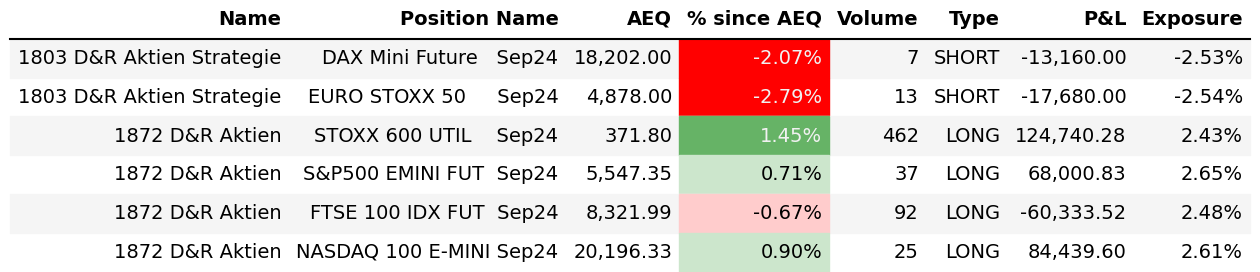 Name Position Name AEQ % since AEQ Volume Type P&L Exposure
1803 D&R Aktien Strategie DAX Mini Future Sep24 18,202.00 -2.07% 7 SHORT -13,160.00 -2.53%
1803 D&R Aktien Strategie EURO STOXX 50 Sep24 4,878.00 -2.79% 13 SHORT -17,680.00 -2.54%
1872 D&R Aktien STOXX 600 UTIL Sep24 371.80 1.45% 462 LONG 124,740.28 2.43%
1872 D&R Aktien S&P500 EMINI FUT Sep24 5,547.35 0.71% 37 LONG 68,000.83 2.65%
1872 D&R Aktien FTSE 100 IDX FUT Sep24 8,321.99 -0.67% 92 LONG -60,333.52 2.48%
1872 D&R Aktien NASDAQ 100 E-MINI Sep24 20,196.33 0.90% 25 LONG 84,439.60 2.61%